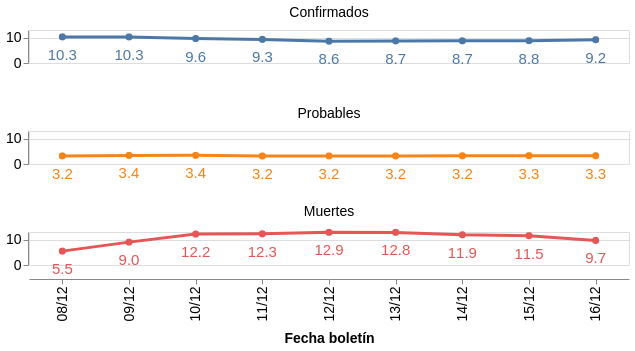 Confirmados
10
0
10.3 10.3 9.6 9.3 8.6 8.7 8.7 8.8 9.2
Probables
10
0
3.2 3.4 3.4 3.2 3.2 3.2 3.2 3.3 3.3
Muertes
10
0
5.5 9.0 12.2 12.3 12.9 12.8 11.9 11.5 9.7
08/12 09/12 10/12 11/12 12/12 13/12 14/12 15/12 16/12
Fecha boletín